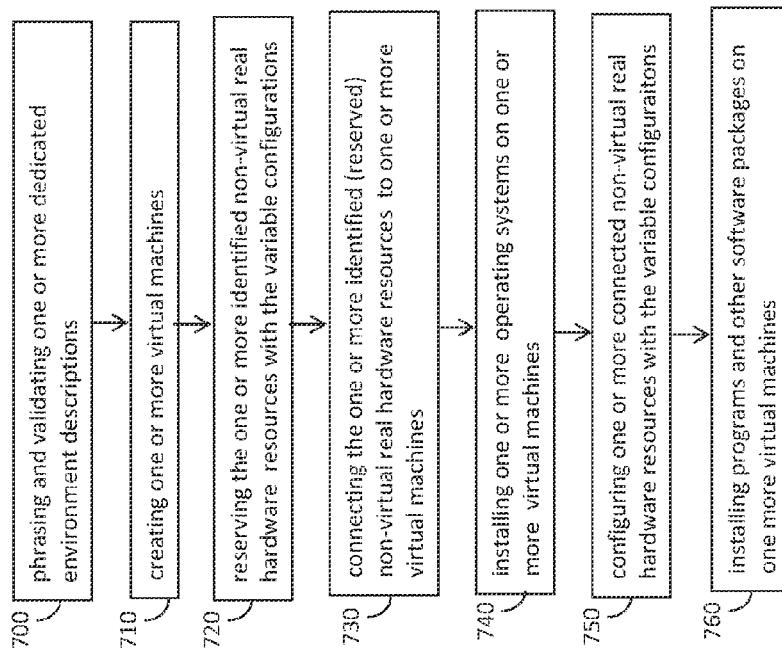 700
phrasing and validating one or more dedicated
environment descriptions
710
creating one or more virtual machines
720
reserving the one or more identified non-virtual real
hardware resources with the variable configurations
730
connecting the one or more identified (reserved)
non-virtual real hardware resources to one or more
virtual machines
740
installing one or more operating systems on one or
more virtual machines
750
configuring one or more connected non-virtual real
hardware resources with the variable configuraitons
760
installing programs and other software packages on
one more virtual machines